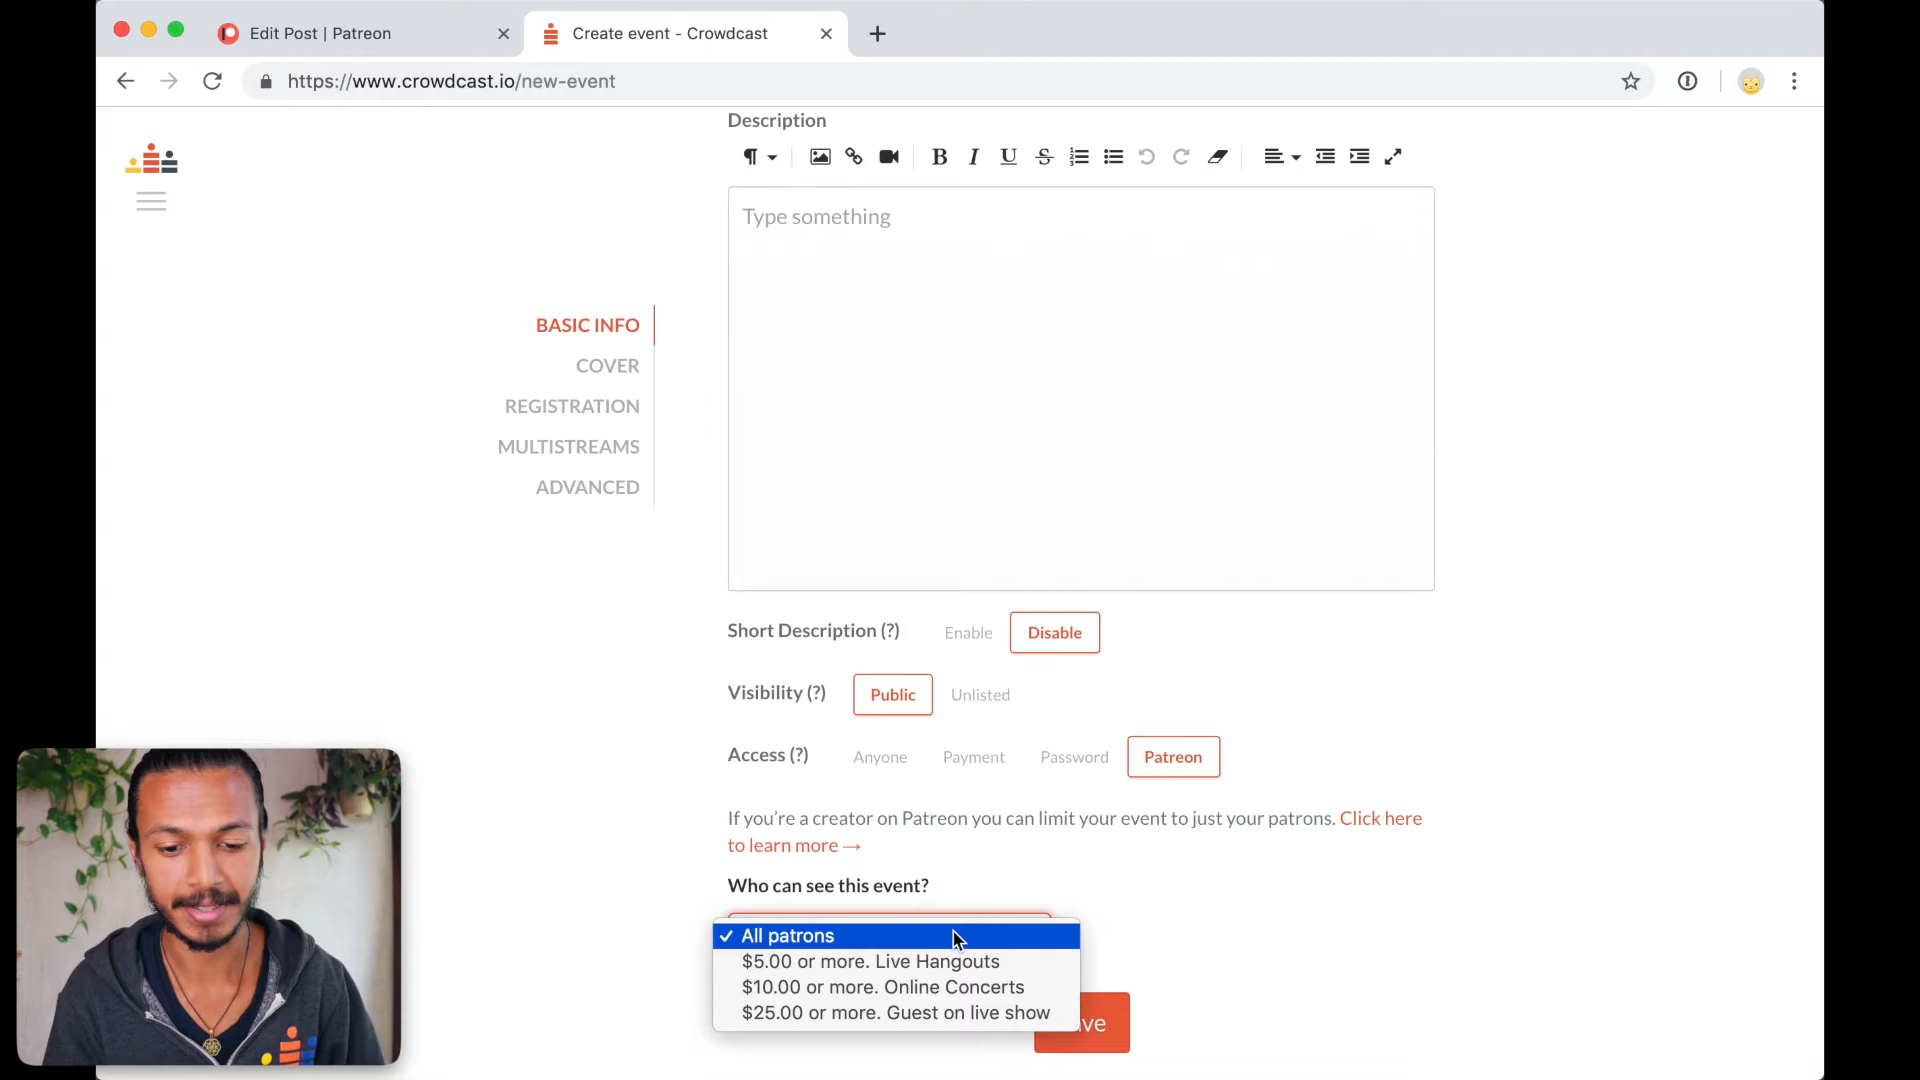 Edit Post | Patreon
Create event - Crowdcast
https://www.crowdcast.io/new-event
Description
Type something
BASIC INFO
COVER
REGISTRATION
MULTISTREAMS
ADVANCED
Short Description (?) Enable Disable
Visibility (?) Public Unlisted
Access (?) Anyone Payment Password Patreon
If you're a creator on Patreon you can limit your event to just your patrons. Click here
to learn more →
Who can see this event?
✓ All patrons
$5.00 or more. Live Hangouts
$10.00 or more. Online Concerts
$25.00 or more. Guest on live show